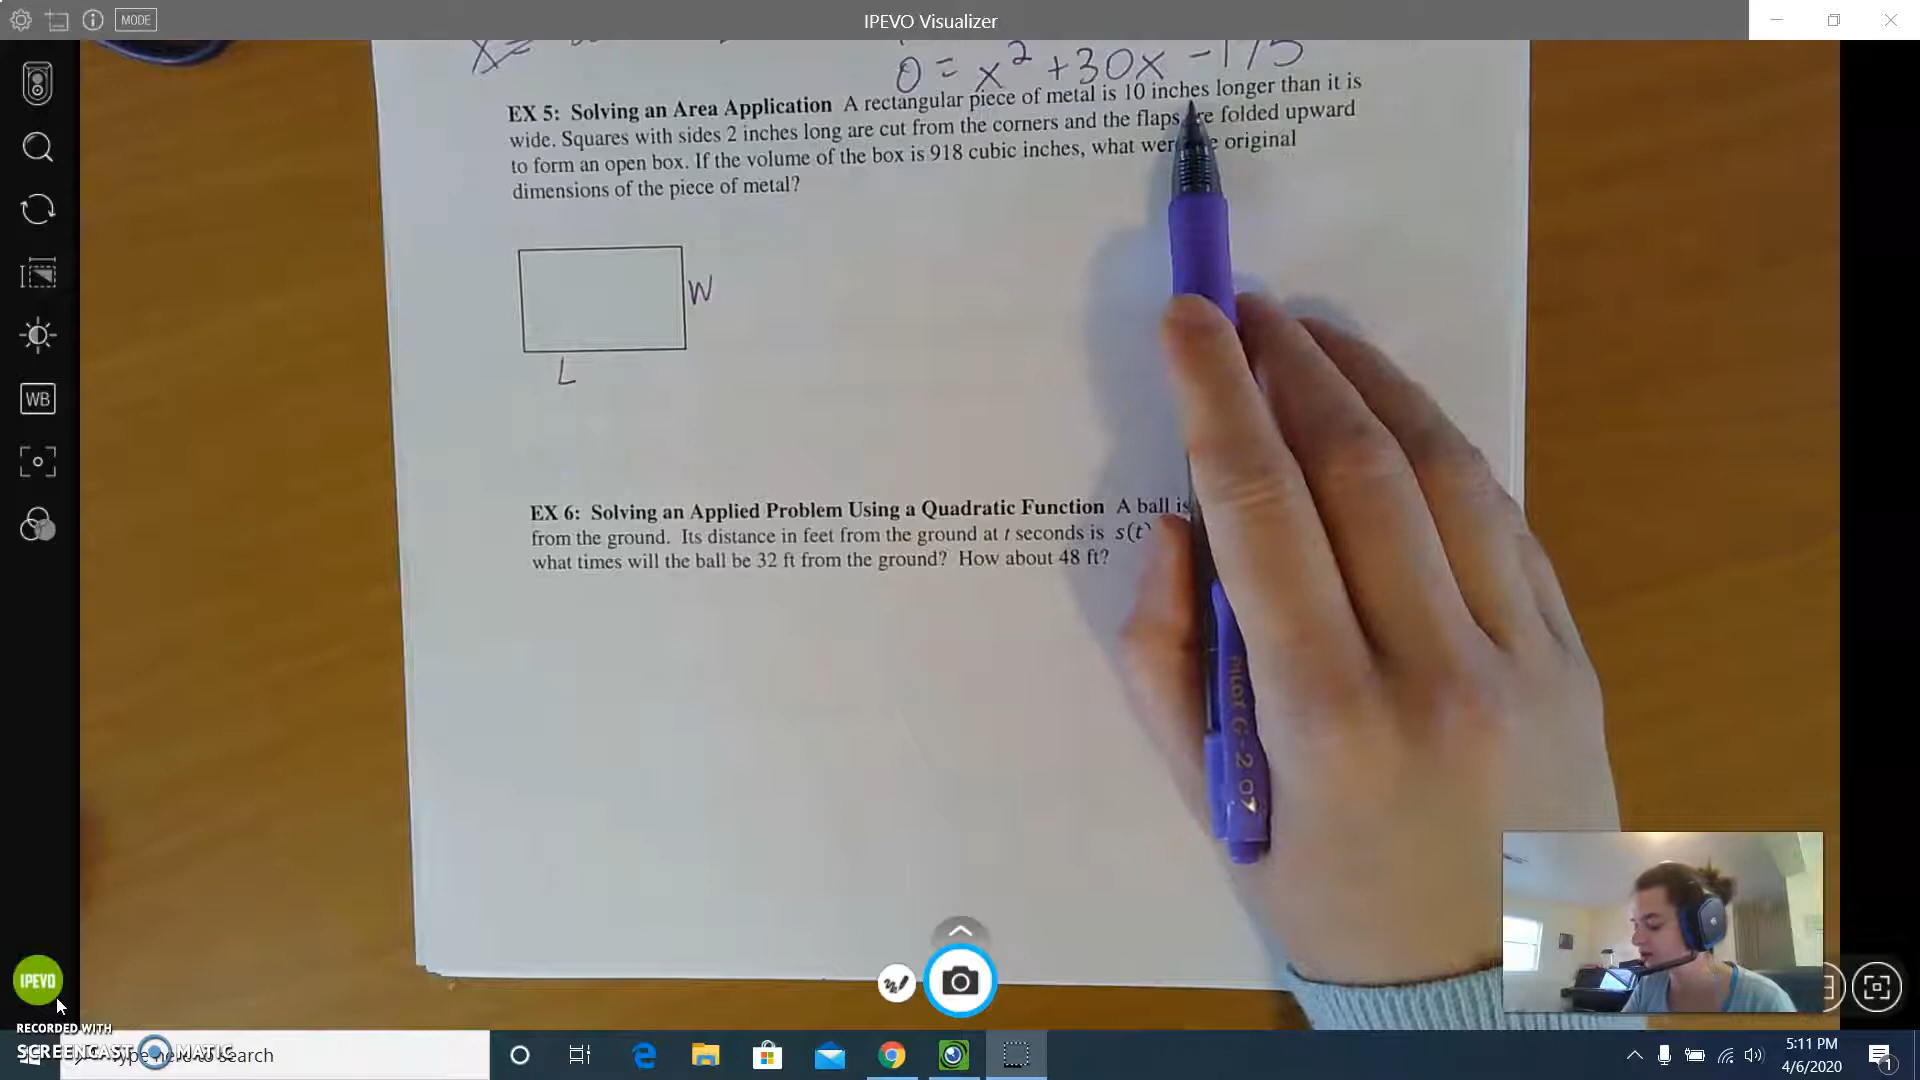 MODE
IPEVO Visualizer
0 = x² + 30x - 175
EX 5: Solving an Area Application A rectangular piece of metal is 10 inches longer than it is
wide. Squares with sides 2 inches long are cut from the corners and the flaps are folded upward
to form an open box. If the volume of the box is 918 cubic inches, what were original
dimensions of the piece of metal?
W
L
EX 6: Solving an Applied Problem Using a Quadratic Function A ball is
from the ground. Its distance in feet from the ground at t seconds is s(t)
what times will the ball be 32 ft from the ground? How about 48 ft?
PILOT G-2 07
WB
IPEVO
RECORDED WITH
SCREENCAST MATIC
Type here to search
5:11 PM
4/6/2020
1